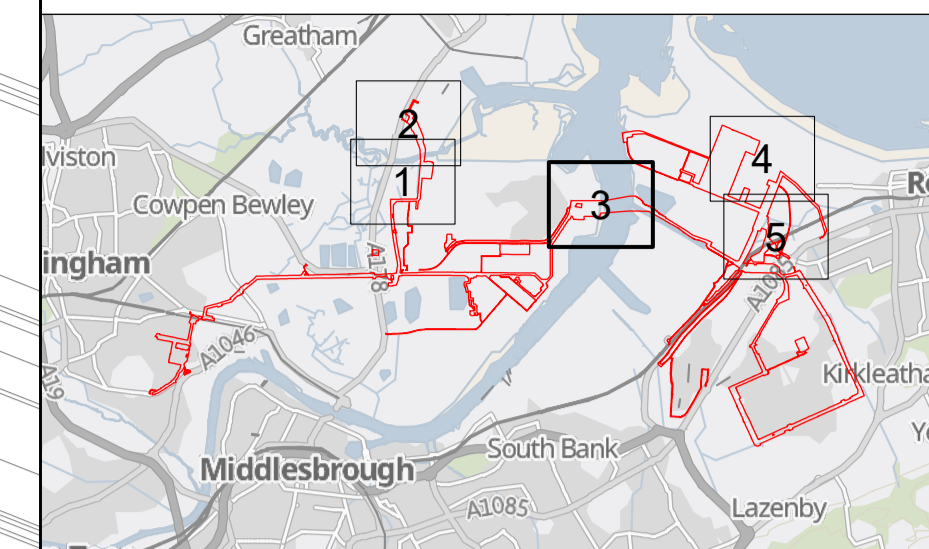 Greatham
2
lviston
1
4
Cowpen Bewley
3
Re
5
ingham
A178
A1085
A1046
A19
Kirkleatha
Middlesbrough
South Bank
A1085
Lazenby